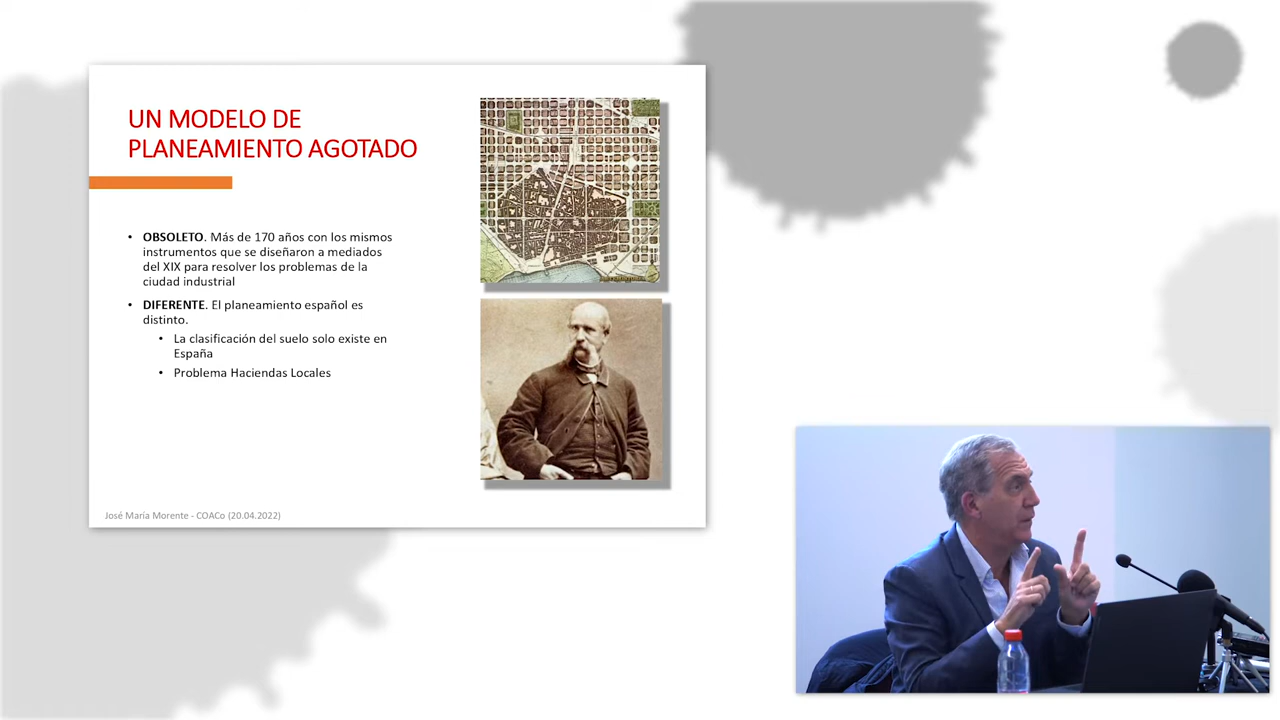 UN MODELO DE
PLANEAMIENTO AGOTADO
• OBSOLETO. Más de 170 años con los mismos
instrumentos que se diseñaron a mediados
del XIX para resolver los problemas de la
ciudad industrial
• DIFERENTE. El planeamiento español es
distinto.
• La clasificación del suelo solo existe en
España
• Problema Haciendas Locales
José María Morente - COACo (20.04.2022)